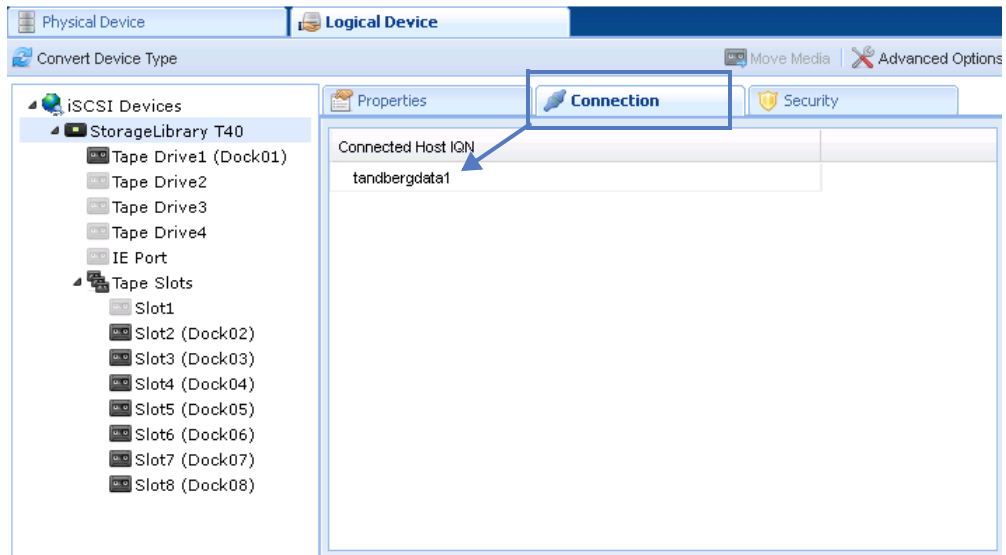 Physical Device
Logical Device
Convert Device Type
Move Media
Advanced Options
iSCSI Devices
StorageLibrary T40
Tape Drive1 (Dock01)
Tape Drive2
Tape Drive3
Tape Drive4
IE Port
Tape Slots
Slot1
Slot2 (Dock02)
Slot3 (Dock03)
Slot4 (Dock04)
Slot5 (Dock05)
Slot6 (Dock06)
Slot7 (Dock07)
Slot8 (Dock08)
Properties
Connection
Security
Connected Host IQN
tandbergdata1